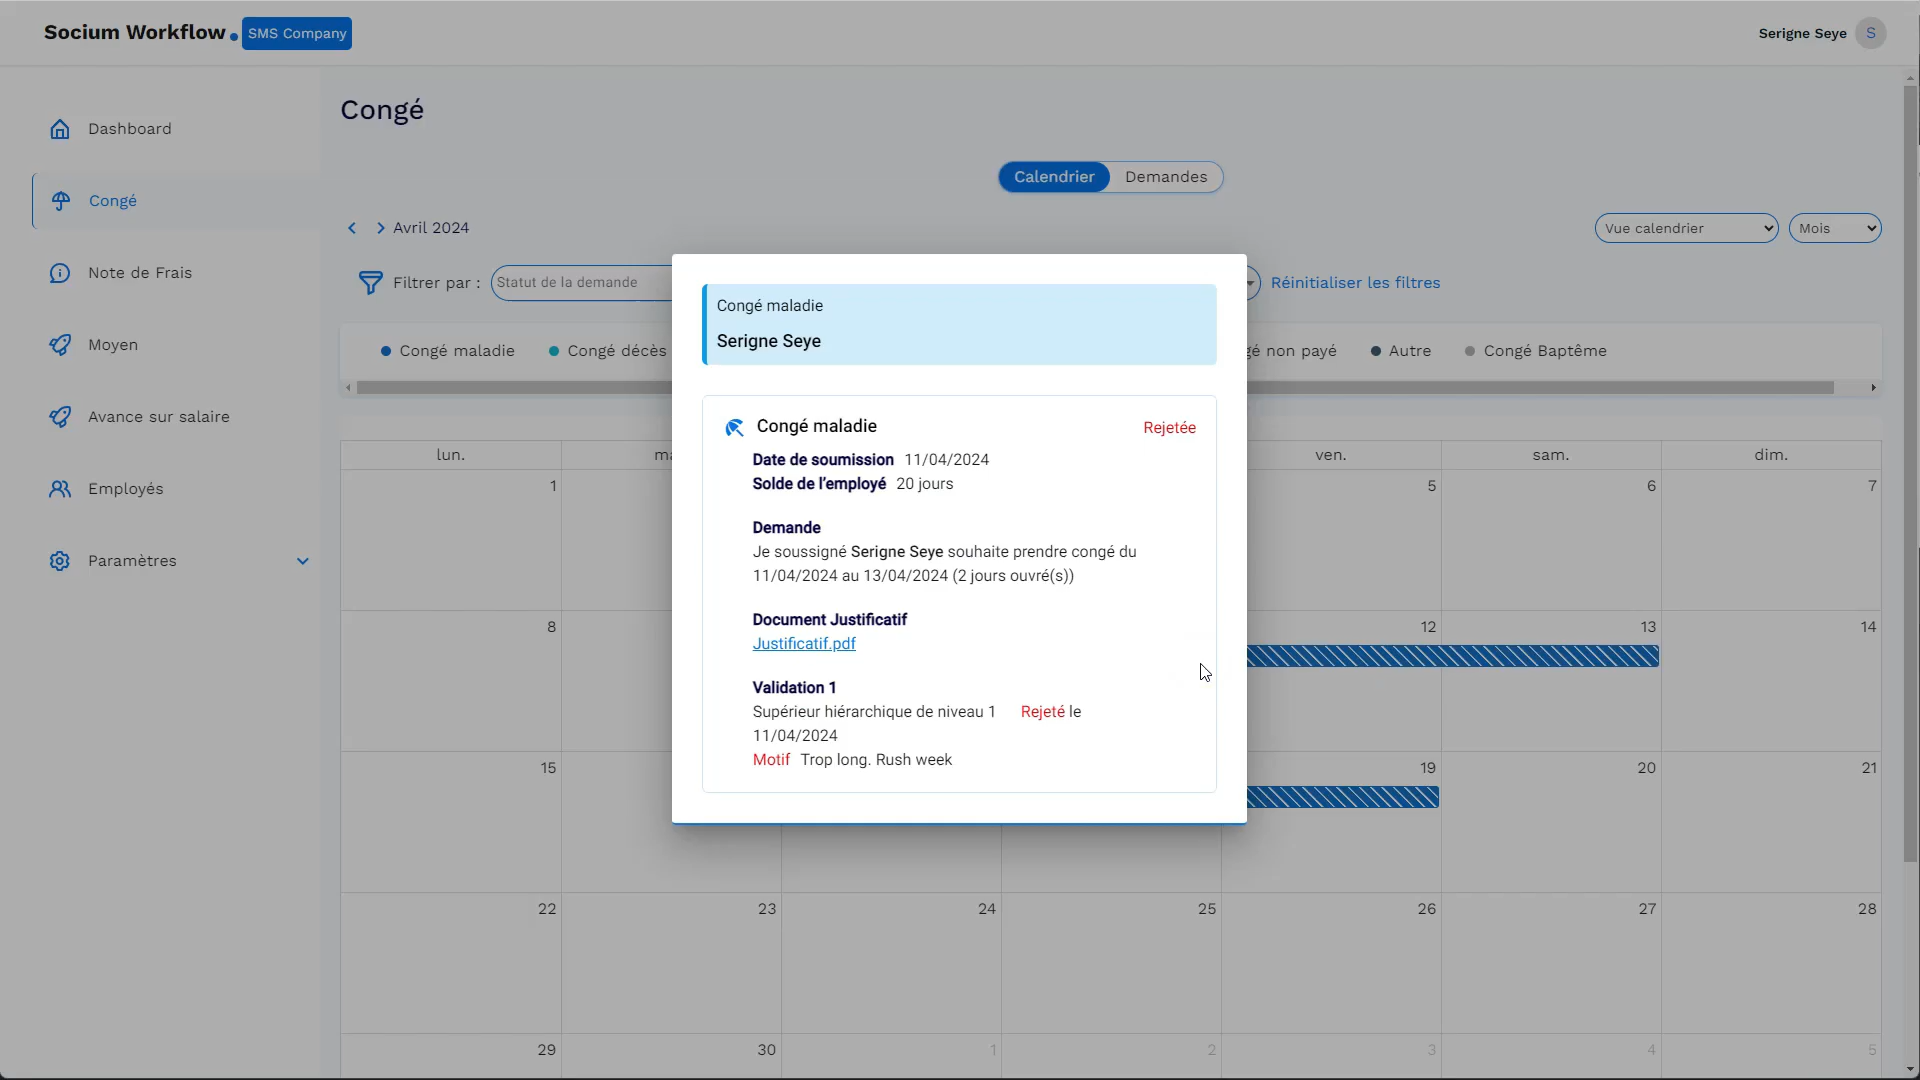 Socium Workflow
SMS Company
Serigne Seye
S
Dashboard
Congé
Note de Frais
Moyen
Avance sur salaire
Employés
Paramètres
Congé
Calendrier
Demandes
Avril 2024
Vue calendrier
Mois
Filtrer par :
Statut de la demande
Réinitialiser les filtres
Congé maladie
Congé décès
gé non payé
Autre
Congé Baptême
Congé maladie
Serigne Seye
Congé maladie
Rejetée
Date de soumission 11/04/2024
Solde de l’employé 20 jours
Demande
Je soussigné Serigne Seye souhaite prendre congé du
11/04/2024 au 13/04/2024 (2 jours ouvré(s))
Document Justificatif
Justificatif.pdf
Validation 1
Supérieur hiérarchique de niveau 1 Rejeté le
11/04/2024
Motif Trop long. Rush week
lun. ma ven. sam. dim.
1 5 6 7
8 12 13 14
15 19 20 21
22 23 24 25 26 27 28
29 30 1 2 3 4 5